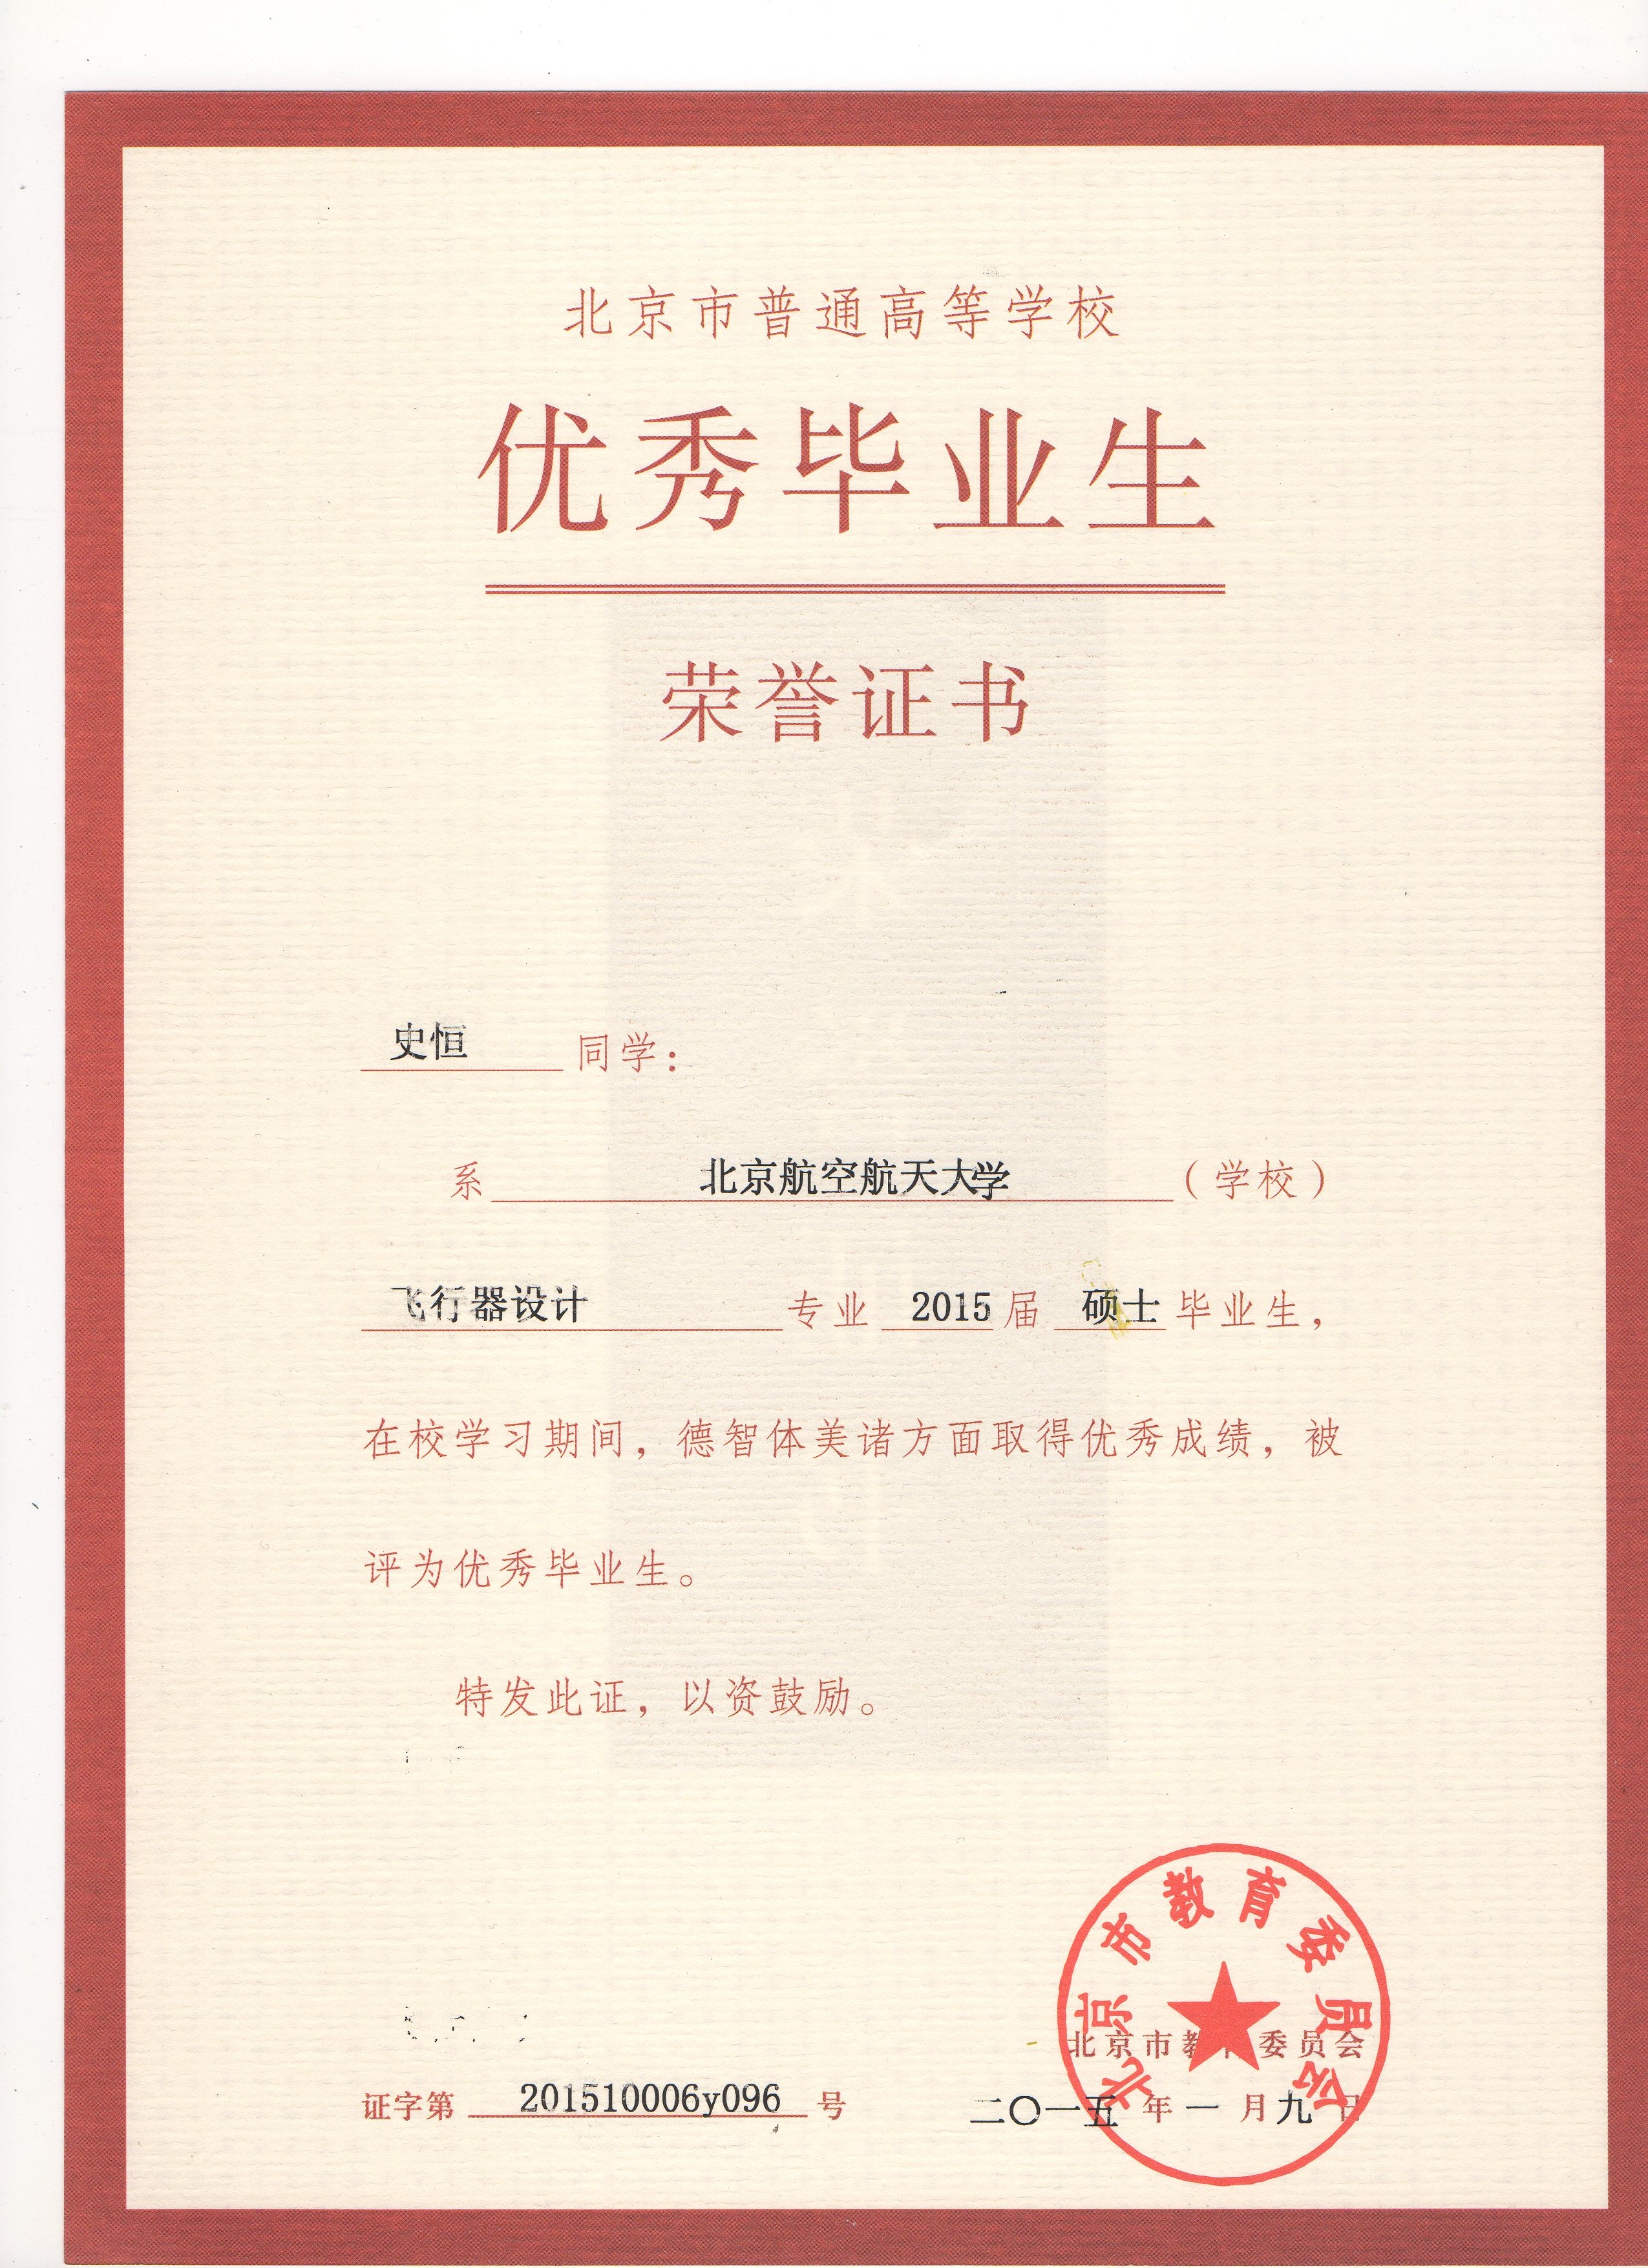 北京市普通高等学校
优秀毕业生
荣誉证书
史恒 同学：
系 北京航空航天大学 （学校）
飞行器设计 专业 2015 届 硕士 毕业生，
在校学习期间，德智体美诸方面取得优秀成绩，被
评为优秀毕业生。
特发此证，以资鼓励。
北京市教育委员会
北京市教育委员会
证字第 201510006y096 号
二〇一五 年 一 月 九 日